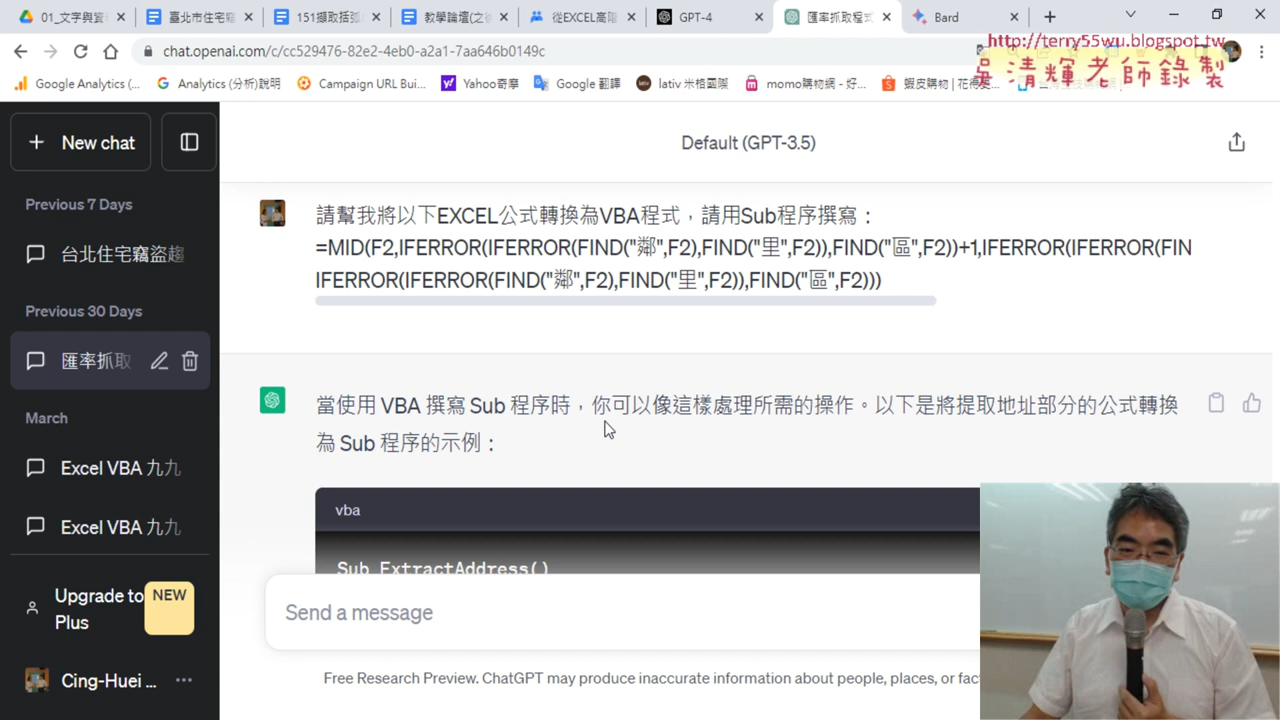 01_文字與資
臺北市住宅竊
151擷取括弧
教學論壇(之後
從EXCEL高階
GPT-4
匯率抓取程式
Bard
chat.openai.com/c/cc529476-82e2-4eb0-a2a1-7aa646b0149c
http://terry55wu.blogspot.tw
吳清輝老師錄製
Google Analytics (...
Analytics (分析)說明
Campaign URL Bui...
Yahoo奇摩
Google 翻譯
lativ 米格國際
momo購物網 - 好...
蝦皮購物 | 花得更...
New chat
Default (GPT-3.5)
Previous 7 Days
台北住宅竊盜趨
Previous 30 Days
匯率抓取
March
Excel VBA 九九
Excel VBA 九九
Upgrade to Plus
NEW
Cing-Huei ...
請幫我將以下EXCEL公式轉換為VBA程式，請用Sub程序撰寫：
=MID(F2,IFERROR(IFERROR(FIND("鄰",F2),FIND("里",F2)),FIND("區",F2))+1,IFERROR(IFERROR(FIN
IFERROR(IFERROR(FIND("鄰",F2),FIND("里",F2)),FIND("區",F2)))
當使用 VBA 撰寫 Sub 程序時，你可以像這樣處理所需的操作。以下是將提取地址部分的公式轉換
為 Sub 程序的示例：
vba
Sub ExtractAddress()
Send a message
Free Research Preview. ChatGPT may produce inaccurate information about people, places, or fac